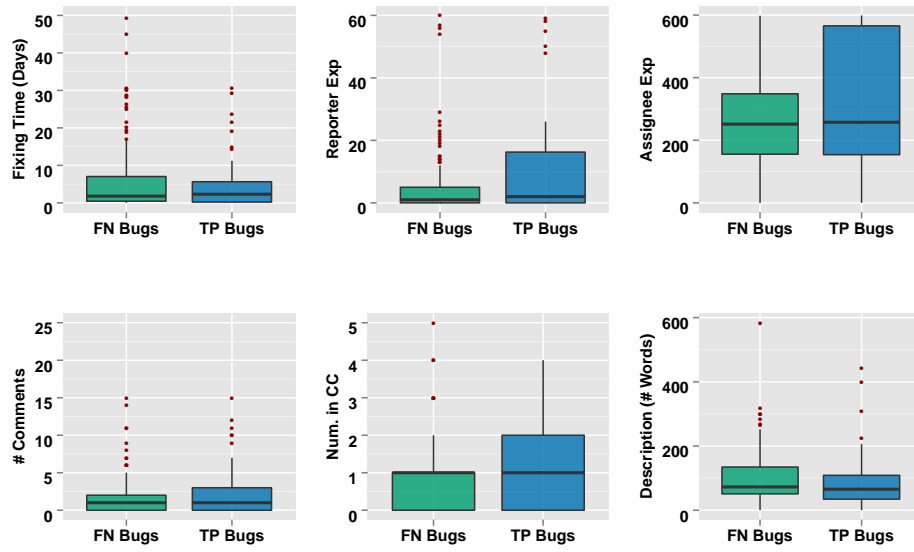 Fixing Time (Days)
50
40
30
20
10
0
FN Bugs TP Bugs
Reporter Exp
60
40
20
0
FN Bugs TP Bugs
Assignee Exp
600
400
200
0
FN Bugs TP Bugs
# Comments
25
20
15
10
5
0
FN Bugs TP Bugs
Num. in CC
5
4
3
2
1
0
FN Bugs TP Bugs
Description (# Words)
600
400
200
0
FN Bugs TP Bugs